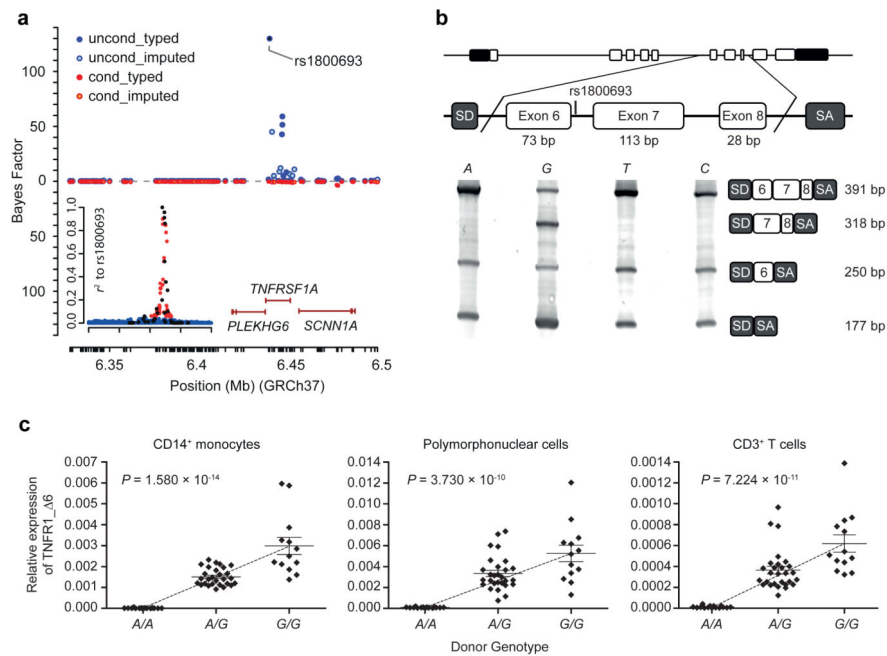 a
uncond_typed
uncond_imputed
cond_typed
cond_imputed
rs1800693
Bayes Factor
100
50
0
50
100
r² to rs1800693
1.0
0.8
0.6
0.4
0.2
0.0
TNFRSF1A
PLEKHG6
SCNN1A
6.35
6.4
6.45
6.5
Position (Mb) (GRCh37)
b
rs1800693
SD
Exon 6
Exon 7
Exon 8
SA
73 bp
113 bp
28 bp
A
G
T
C
SD 6 7 8 SA 391 bp
SD 7 8 SA 318 bp
SD 6 SA 250 bp
SD SA 177 bp
c
CD14⁺ monocytes
Relative expression
of TNFR1_Δ6
0.007
0.006
0.005
0.004
0.003
0.002
0.001
0.000
P = 1.580 × 10⁻¹⁴
A/A
A/G
G/G
Polymorphonuclear cells
0.014
0.012
0.010
0.008
0.006
0.004
0.002
0.000
P = 3.730 × 10⁻¹⁰
A/A
A/G
G/G
CD3⁺ T cells
0.0014
0.0012
0.0010
0.0008
0.0006
0.0004
0.0002
0.0000
P = 7.224 × 10⁻¹¹
A/A
A/G
G/G
Donor Genotype